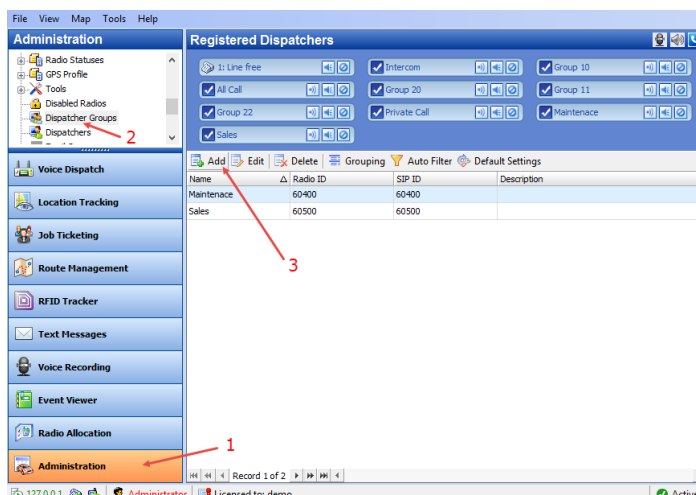 File View Map Tools Help
Administration
Registered Dispatchers
Radio Statuses
GPS Profile
Tools
Disabled Radios
Dispatcher Groups
Dispatchers
2
1: Line free
Intercom
Group 10
All Call
Group 20
Group 11
Group 22
Private Call
Maintenace
Sales
Add Edit Delete Grouping Auto Filter Default Settings
Name Radio ID SIP ID Description
Maintenace 60400 60400
Sales 60500 60500
3
Voice Dispatch
Location Tracking
Job Ticketing
Route Management
RFID Tracker
Text Messages
Voice Recording
Event Viewer
Radio Allocation
Administration
1
Record 1 of 2
127.0.0.1 Administrator Licensed to: demo